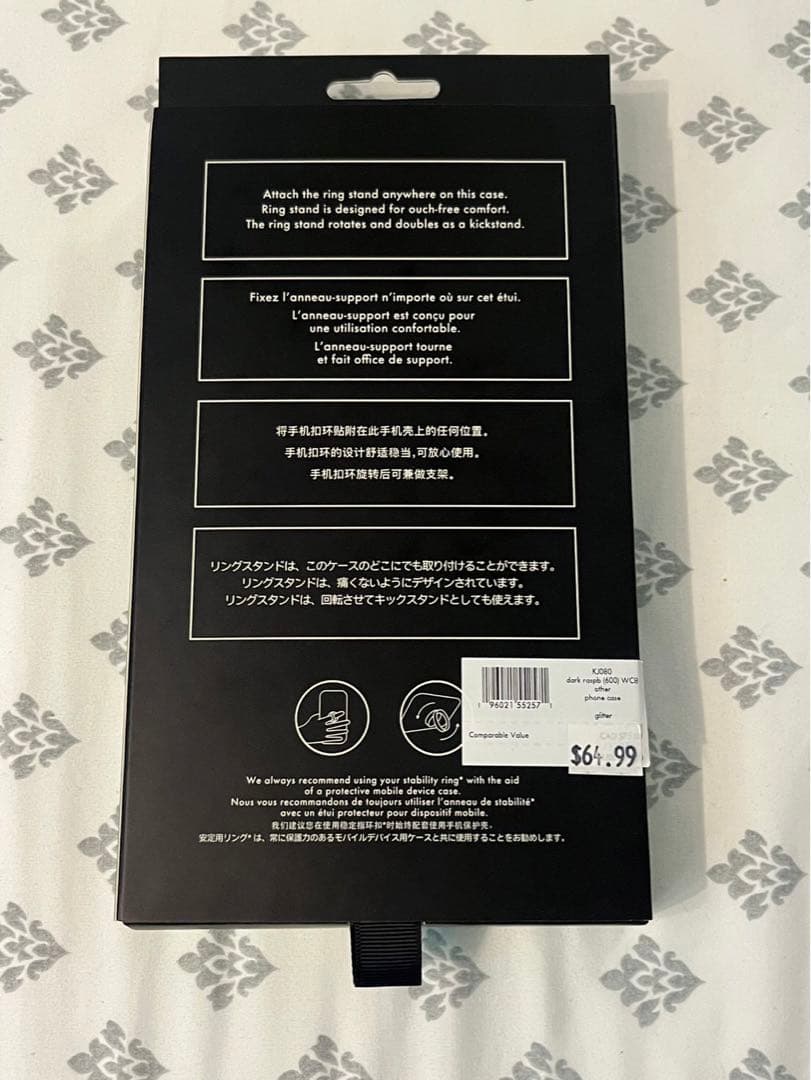 Attach the ring stand anywhere on this case.
Ring stand is designed for ouch-free comfort.
The ring stand rotates and doubles as a kickstand.
Fixez l'anneau-support n'importe où sur cet étui.
L'anneau-support est conçu pour
une utilisation confortable.
L'anneau-support tourne
et fait office de support.
将手机扣环贴附在此手机壳上的任何位置。
手机扣环的设计舒适稳当,可放心使用。
手机扣环旋转后可兼做支架。
リングスタンドは、このケースのどこにでも取り付けることができます。
リングスタンドは、痛くないようにデザインされています。
リングスタンドは、回転させてキックスタンドとしても使えます。
KJ080
dark raspb (600) WCB
other
phone case
glitter
1 96021 55257 1
Comparable Value
$64.99
We always recommend using your stability ring* with the aid
of a protective mobile device case.
Nous vous recommandons de toujours utiliser l'anneau de stabilité*
avec un étui protecteur pour dispositif mobile.
我们建议您在使用稳定指环扣*时始终配套使用手机保护壳。
安定用リング* は、常に保護力のあるモバイルデバイス用ケースと共に使用することをお勧めします。